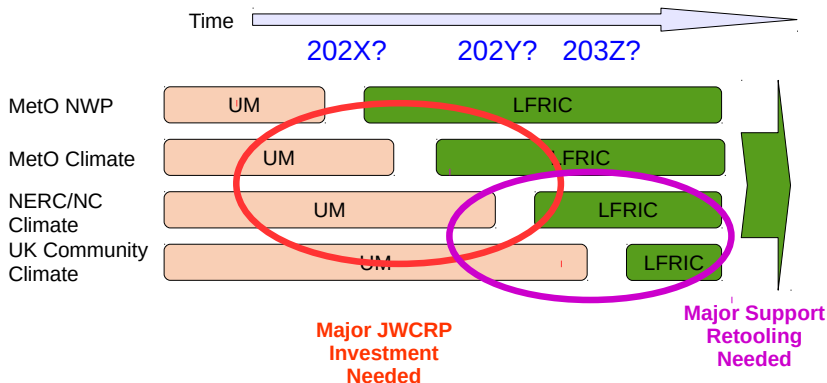 Time
202X? 202Y? 203Z?
MetO NWP UM LFRIC
MetO Climate UM LFRIC
NERC/NC
Climate UM LFRIC
UK Community
Climate UM LFRIC
Major JWCRP
Investment
Needed
Major Support
Retooling
Needed